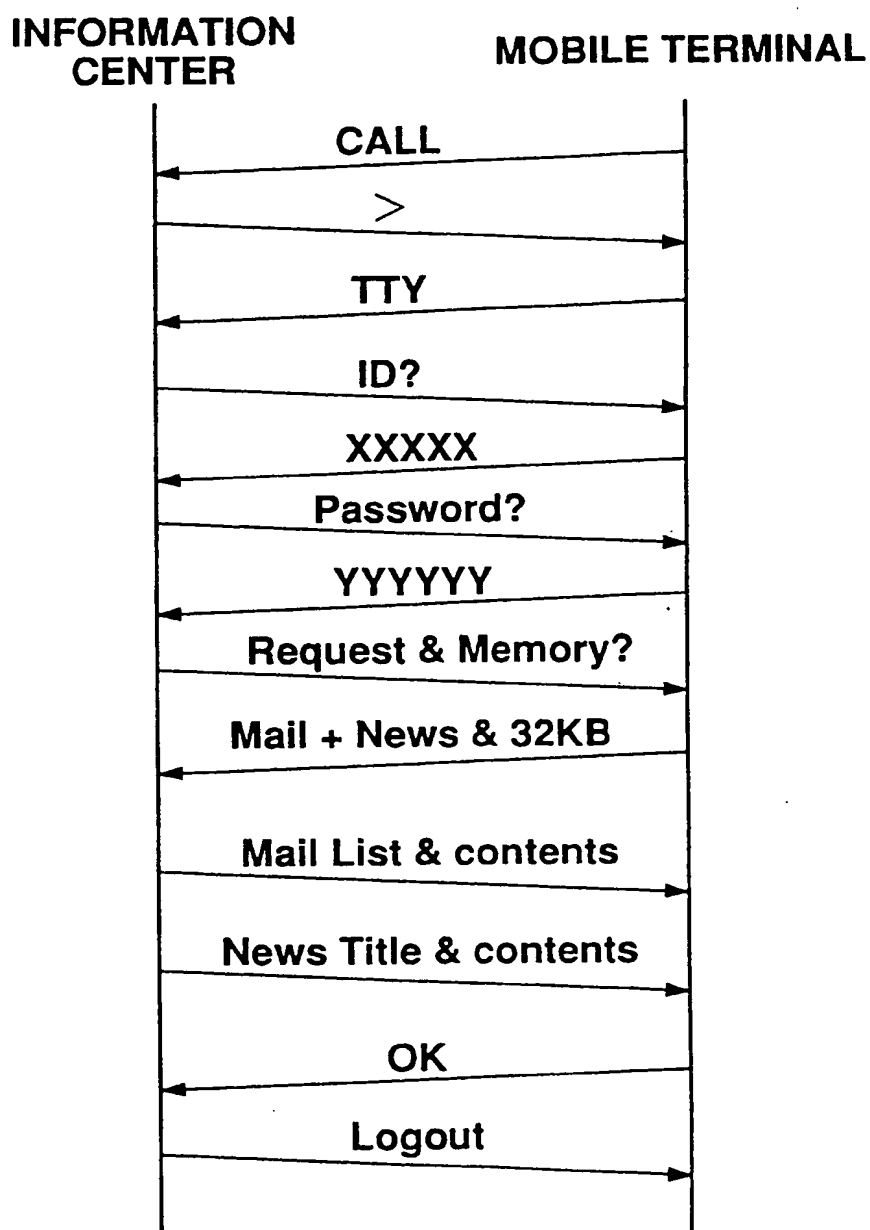 INFORMATION
CENTER
MOBILE TERMINAL
CALL
>
TTY
ID?
XXXXX
Password?
YYYYYY
Request & Memory?
Mail + News & 32KB
Mail List & contents
News Title & contents
OK
Logout